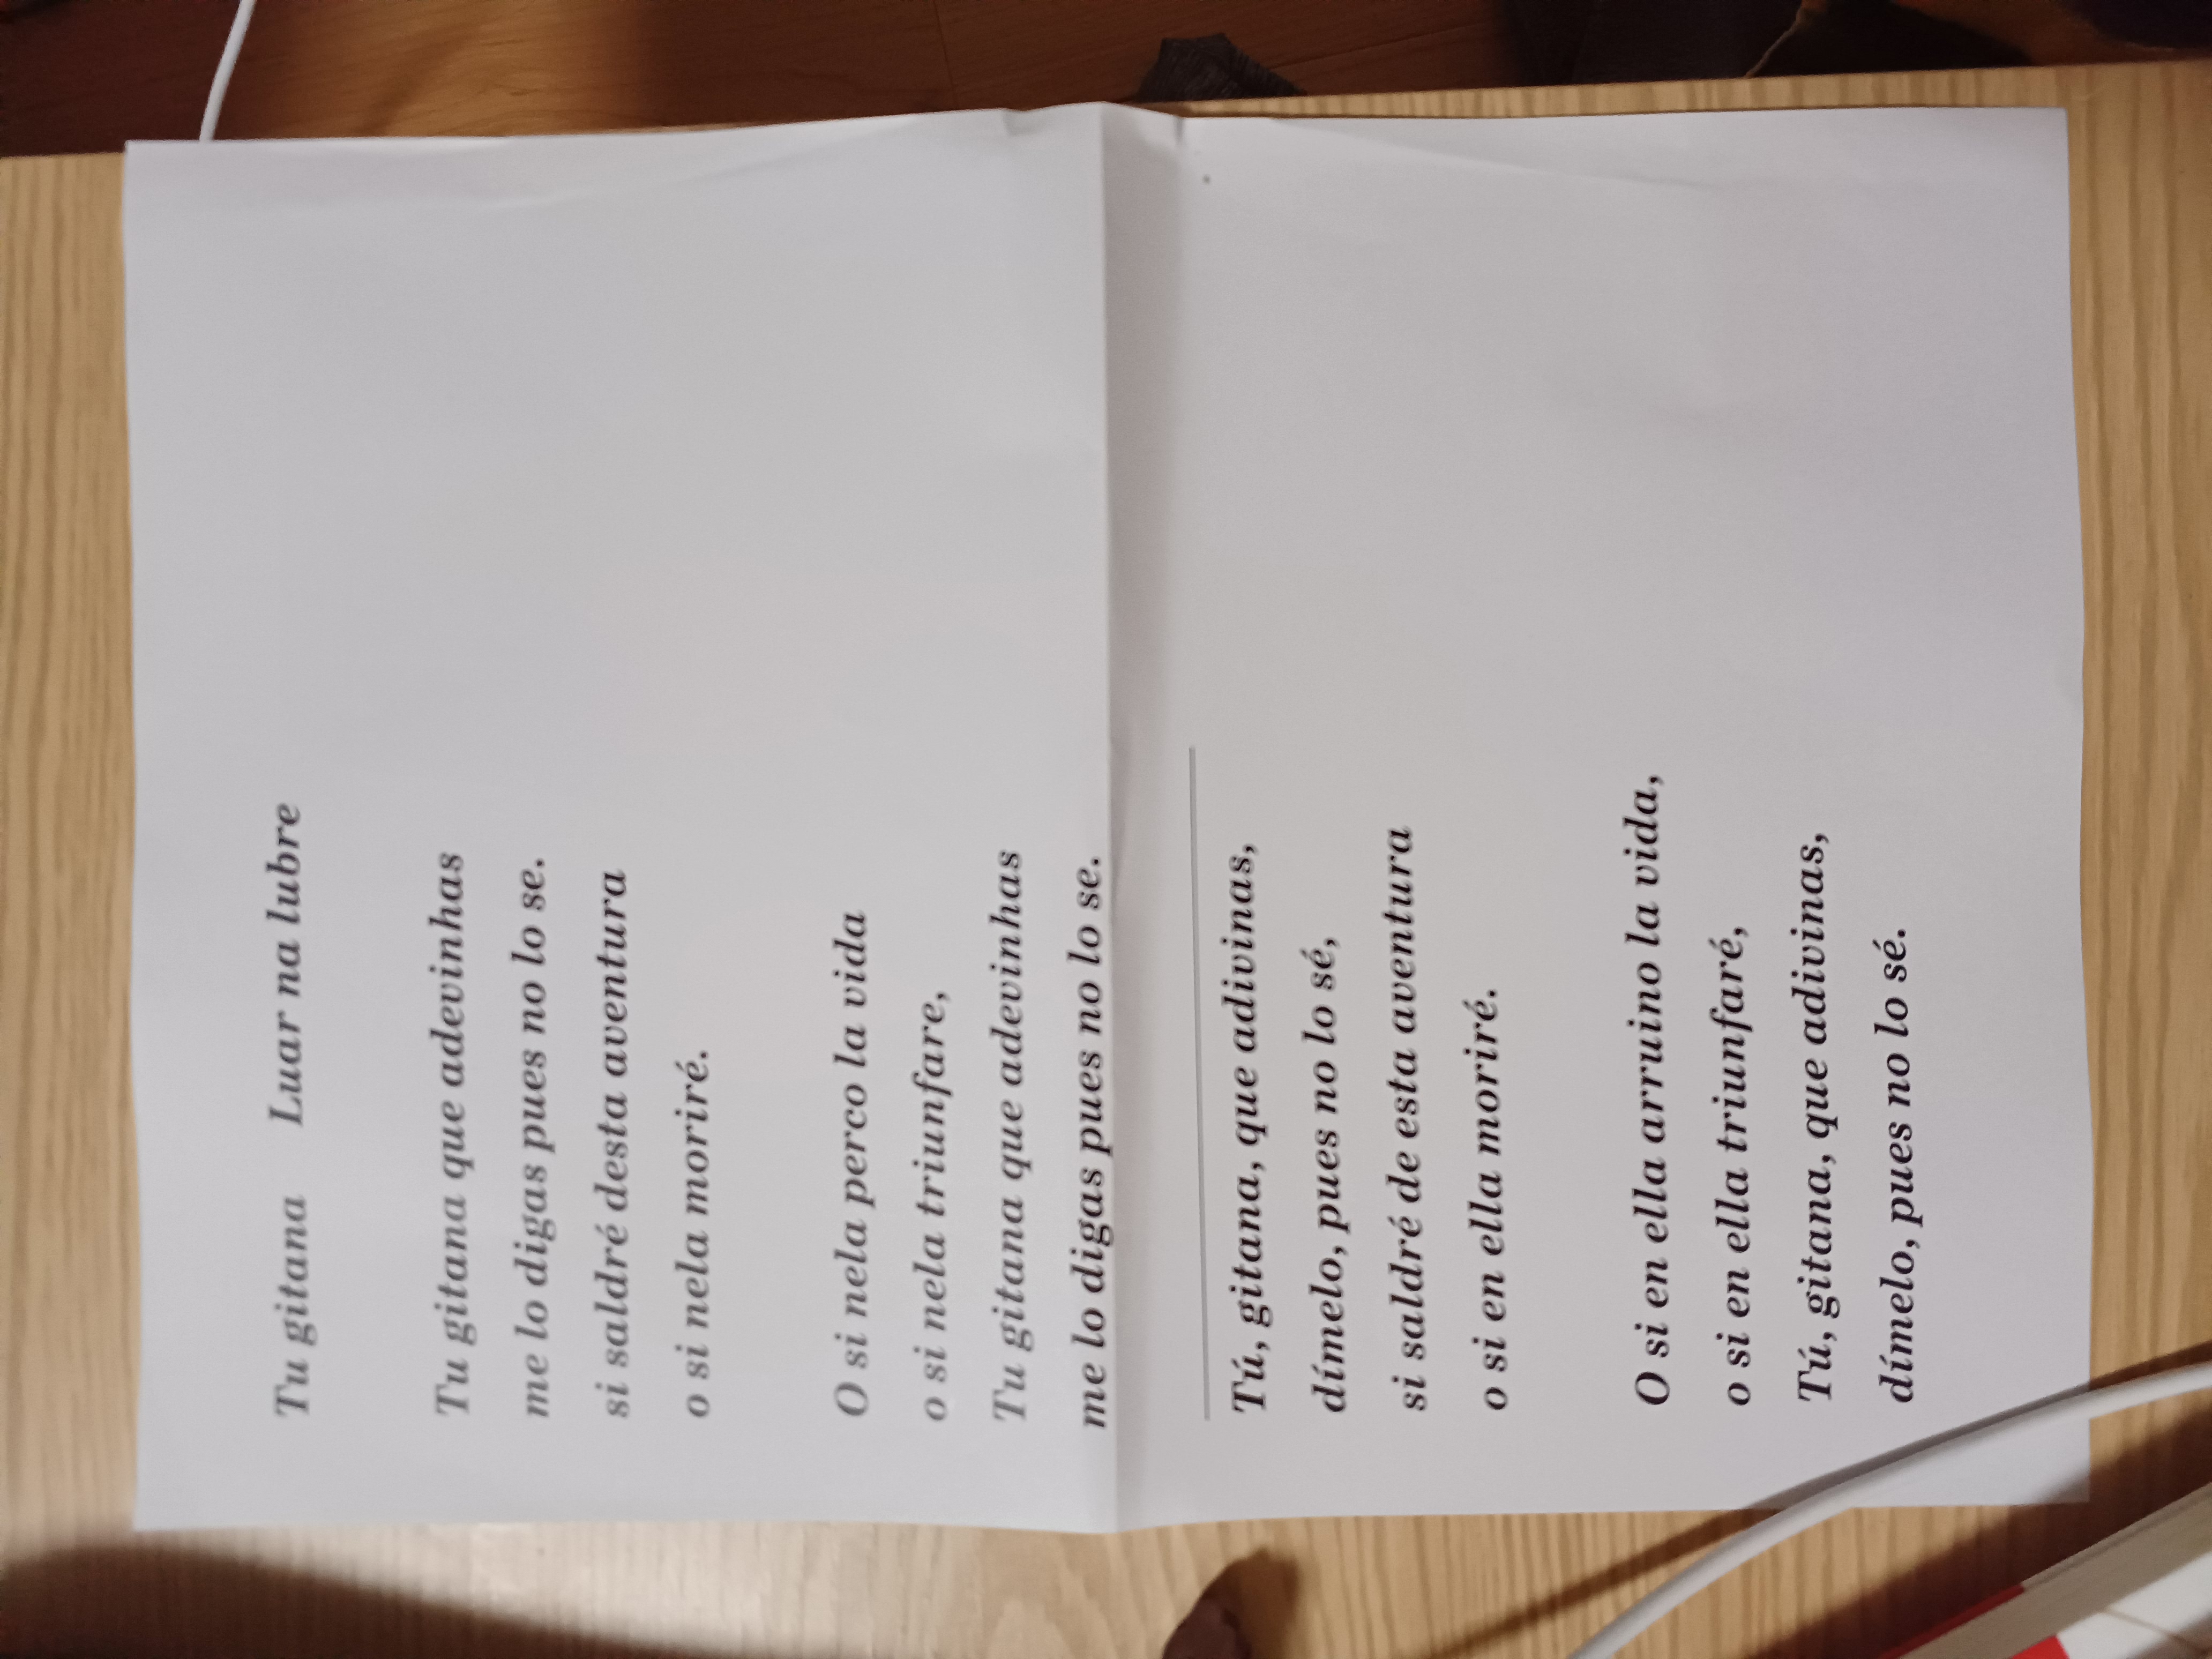 Tu gitana Luar na lubre
Tu gitana que adevinhas
me lo digas pues no lo se.
si saldré desta aventura
o si nela moriré.
O si nela perco la vida
o si nela triunfare,
Tu gitana que adevinhas
me lo digas pues no lo se.
Tú, gitana, que adivinas,
dímelo, pues no lo sé,
si saldré de esta aventura
o si en ella moriré.
O si en ella arruino la vida,
o si en ella triunfaré,
Tú, gitana, que adivinas,
dímelo, pues no lo sé.